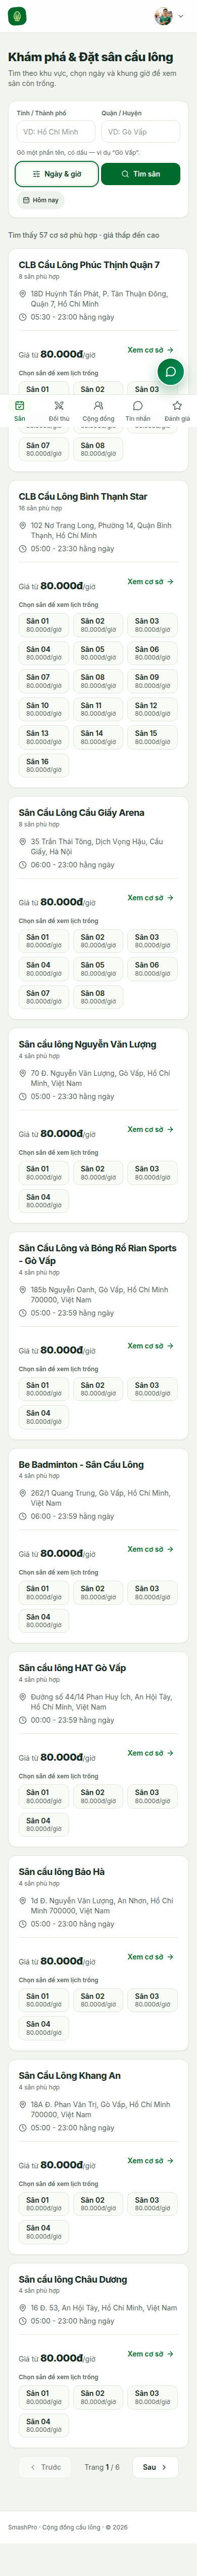 Khám phá & Đặt sân cầu lông
Tìm theo khu vực, chọn ngày và khung giờ để xem
sân còn trống.
Tỉnh / Thành phố
Quận / Huyện
VD: Hồ Chí Minh
VD: Gò Vấp
Gõ một phần tên, có dấu — ví dụ "Gò Vấp".
Ngày & giờ
Tìm sân
Hôm nay
Tìm thấy 57 cơ sở phù hợp · giá thấp đến cao
CLB Cầu Lông Phúc Thịnh Quận 7
8 sân phù hợp
18D Huỳnh Tấn Phát, P. Tân Thuận Đông,
Quận 7, Hồ Chí Minh
05:30 - 23:00 hằng ngày
Giá từ 80.000đ/giờ
Xem cơ sở →
Chọn sân để xem lịch trống
Sân 01
Sân 02
Sân 03
Sân
Đối thủ
Cộng đồng
Tin nhắn
Đánh giá
Sân 07
80.000đ/giờ
Sân 08
80.000đ/giờ
CLB Cầu Lông Bình Thạnh Star
16 sân phù hợp
102 Nơ Trang Long, Phường 14, Quận Bình
Thạnh, Hồ Chí Minh
05:00 - 23:30 hằng ngày
Giá từ 80.000đ/giờ
Xem cơ sở →
Chọn sân để xem lịch trống
Sân 01 Sân 02 Sân 03
80.000đ/giờ 80.000đ/giờ 80.000đ/giờ
Sân 04 Sân 05 Sân 06
80.000đ/giờ 80.000đ/giờ 80.000đ/giờ
Sân 07 Sân 08 Sân 09
80.000đ/giờ 80.000đ/giờ 80.000đ/giờ
Sân 10 Sân 11 Sân 12
80.000đ/giờ 80.000đ/giờ 80.000đ/giờ
Sân 13 Sân 14 Sân 15
80.000đ/giờ 80.000đ/giờ 80.000đ/giờ
Sân 16
80.000đ/giờ
Sân Cầu Lông Cầu Giấy Arena
8 sân phù hợp
35 Trần Thái Tông, Dịch Vọng Hậu, Cầu
Giấy, Hà Nội
06:00 - 23:00 hằng ngày
Giá từ 80.000đ/giờ
Xem cơ sở →
Chọn sân để xem lịch trống
Sân 01 Sân 02 Sân 03
80.000đ/giờ 80.000đ/giờ 80.000đ/giờ
Sân 04 Sân 05 Sân 06
80.000đ/giờ 80.000đ/giờ 80.000đ/giờ
Sân 07 Sân 08
80.000đ/giờ 80.000đ/giờ
Sân cầu lông Nguyễn Văn Lượng
4 sân phù hợp
70 Đ. Nguyễn Văn Lượng, Gò Vấp, Hồ Chí
Minh, Việt Nam
05:00 - 23:30 hằng ngày
Giá từ 80.000đ/giờ
Xem cơ sở →
Chọn sân để xem lịch trống
Sân 01 Sân 02 Sân 03
80.000đ/giờ 80.000đ/giờ 80.000đ/giờ
Sân 04
80.000đ/giờ
Sân Cầu Lông và Bóng Rổ Rian Sports
- Gò Vấp
4 sân phù hợp
185b Nguyễn Oanh, Gò Vấp, Hồ Chí Minh
700000, Việt Nam
05:00 - 23:59 hằng ngày
Giá từ 80.000đ/giờ
Xem cơ sở →
Chọn sân để xem lịch trống
Sân 01 Sân 02 Sân 03
80.000đ/giờ 80.000đ/giờ 80.000đ/giờ
Sân 04
80.000đ/giờ
Be Badminton - Sân Cầu Lông
4 sân phù hợp
262/1 Quang Trung, Gò Vấp, Hồ Chí Minh,
Việt Nam
06:00 - 23:59 hằng ngày
Giá từ 80.000đ/giờ
Xem cơ sở →
Chọn sân để xem lịch trống
Sân 01 Sân 02 Sân 03
80.000đ/giờ 80.000đ/giờ 80.000đ/giờ
Sân 04
80.000đ/giờ
Sân cầu lông HAT Gò Vấp
4 sân phù hợp
Đường số 44/14 Phan Huy Ích, An Hội Tây,
Hồ Chí Minh, Việt Nam
00:00 - 23:59 hằng ngày
Giá từ 80.000đ/giờ
Xem cơ sở →
Chọn sân để xem lịch trống
Sân 01 Sân 02 Sân 03
80.000đ/giờ 80.000đ/giờ 80.000đ/giờ
Sân 04
80.000đ/giờ
Sân cầu lông Bảo Hà
4 sân phù hợp
1d Đ. Nguyễn Văn Lượng, An Nhơn, Hồ Chí
Minh 700000, Việt Nam
05:00 - 23:00 hằng ngày
Giá từ 80.000đ/giờ
Xem cơ sở →
Chọn sân để xem lịch trống
Sân 01 Sân 02 Sân 03
80.000đ/giờ 80.000đ/giờ 80.000đ/giờ
Sân 04
80.000đ/giờ
Sân Cầu Lông Khang An
4 sân phù hợp
18A Đ. Phan Văn Trị, Gò Vấp, Hồ Chí Minh
700000, Việt Nam
05:00 - 23:00 hằng ngày
Giá từ 80.000đ/giờ
Xem cơ sở →
Chọn sân để xem lịch trống
Sân 01 Sân 02 Sân 03
80.000đ/giờ 80.000đ/giờ 80.000đ/giờ
Sân 04
80.000đ/giờ
Sân cầu lông Châu Dương
4 sân phù hợp
16 Đ. 53, An Hội Tây, Hồ Chí Minh, Việt Nam
05:00 - 23:00 hằng ngày
Giá từ 80.000đ/giờ
Xem cơ sở →
Chọn sân để xem lịch trống
Sân 01 Sân 02 Sân 03
80.000đ/giờ 80.000đ/giờ 80.000đ/giờ
Sân 04
80.000đ/giờ
Trước
Trang 1 / 6
Sau
SmashPro · Cộng đồng cầu lông · © 2026